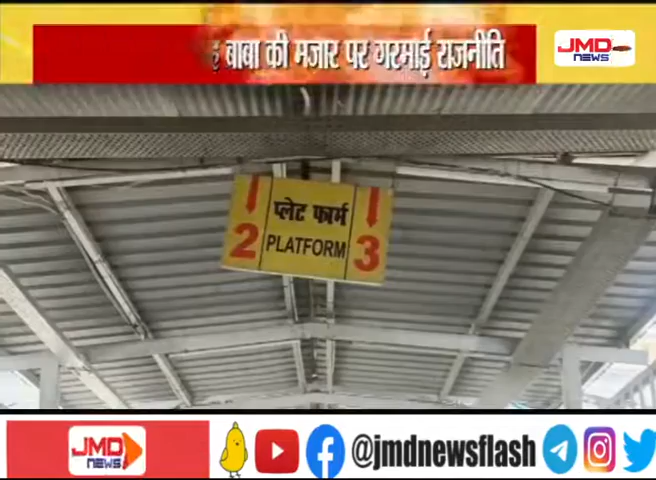 बाबा की मजार पर गरमाई राजनीति
JMD
NEWS
प्लेट फार्म
2 PLATFORM 3
JMD
NEWS
@jmdnewsflash